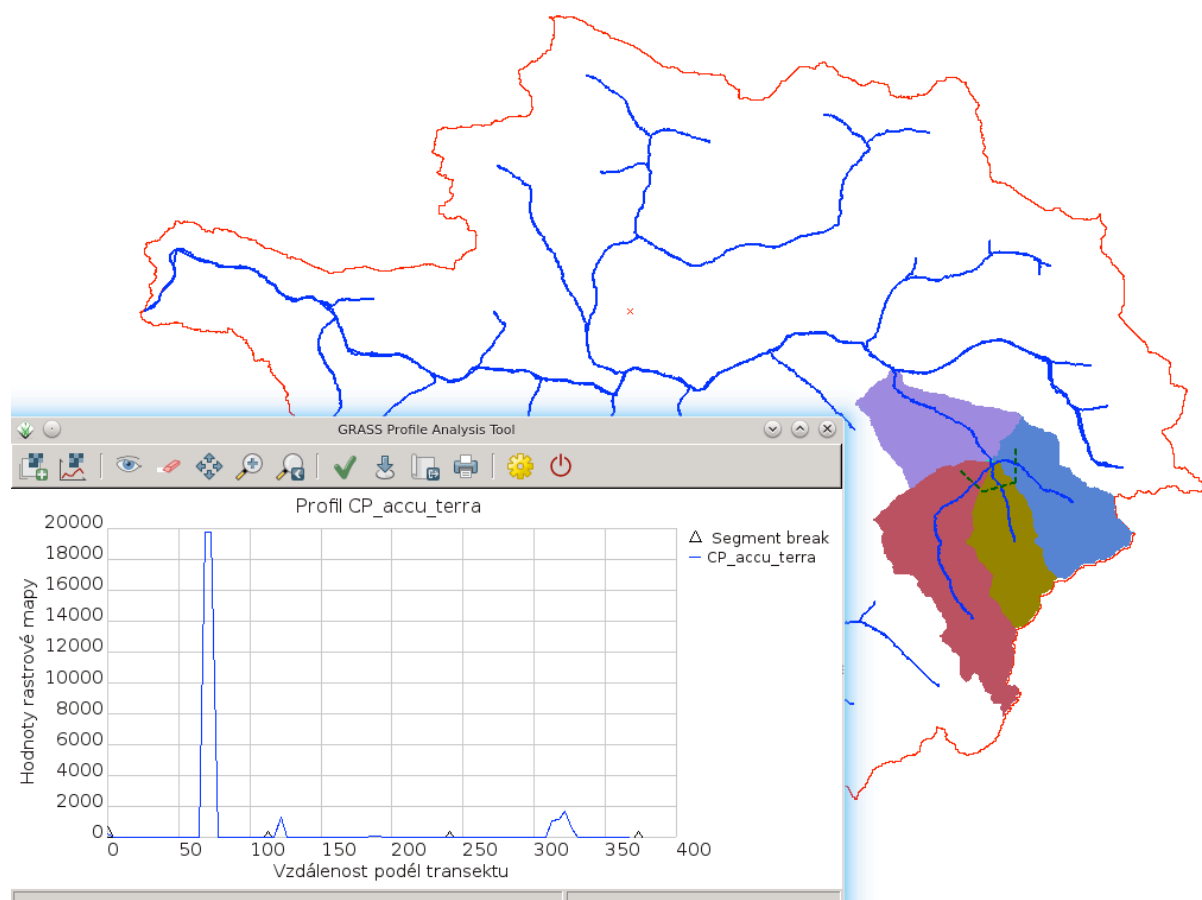 GRASS Profile Analysis Tool
Profil CP_accu_terra
20000
18000
16000
14000
12000
10000
8000
6000
4000
2000
0
Hodnoty rastrové mapy
0 50 100 150 200 250 300 350 400
Vzdálenost podél transektu
Segment break
CP_accu_terra